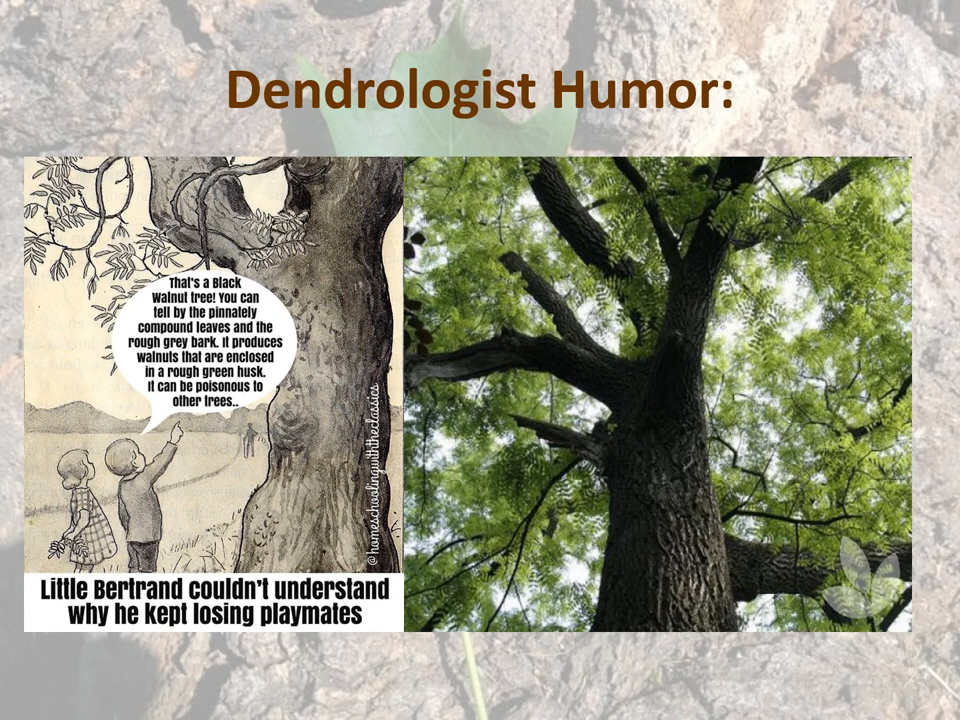 Dendrologist Humor:
That's a Black
Walnut tree! You can
tell by the pinnately
compound leaves and the
rough grey bark. It produces
walnuts that are enclosed
in a rough green husk.
It can be poisonous to
other trees..
@homeschoolingwiththeclassics
Little Bertrand couldn't understand
why he kept losing playmates